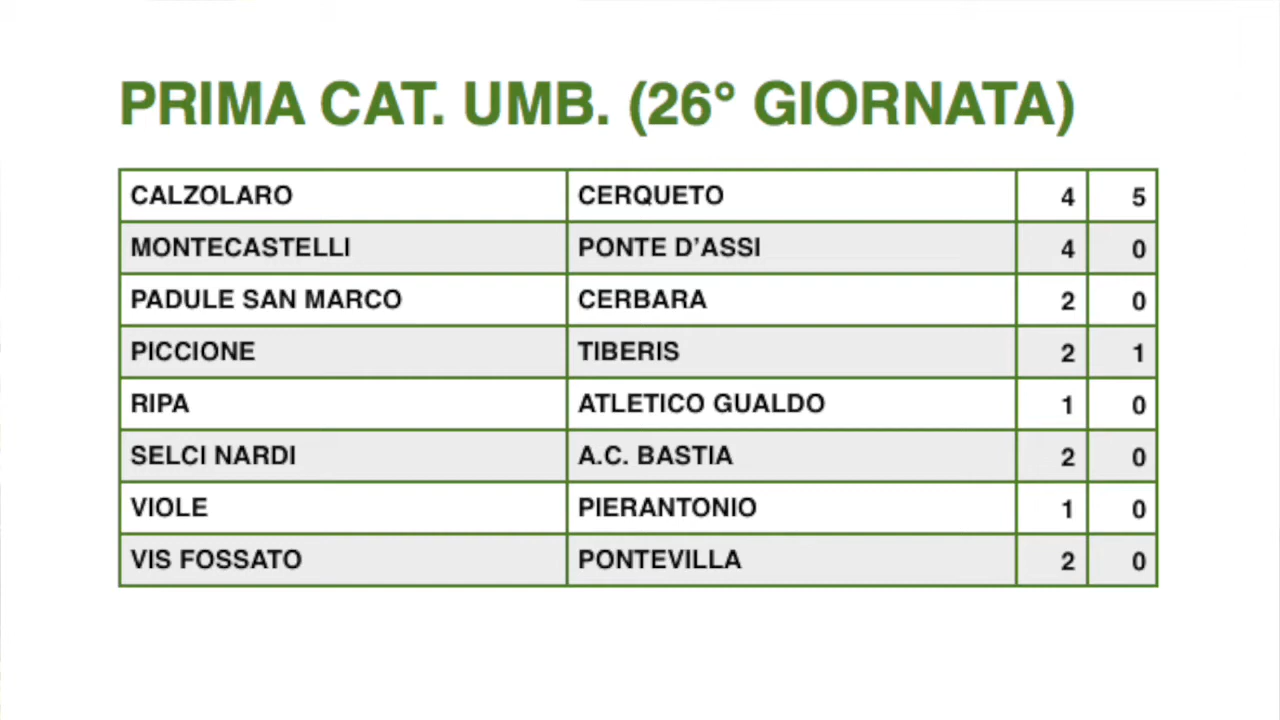 PRIMA CAT. UMB. (26° GIORNATA)
CALZOLARO CERQUETO 4 5
MONTECASTELLI PONTE D’ASSI 4 0
PADULE SAN MARCO CERBARA 2 0
PICCIONE TIBERIS 2 1
RIPA ATLETICO GUALDO 1 0
SELCI NARDI A.C. BASTIA 2 0
VIOLE PIERANTONIO 1 0
VIS FOSSATO PONTEVILLA 2 0